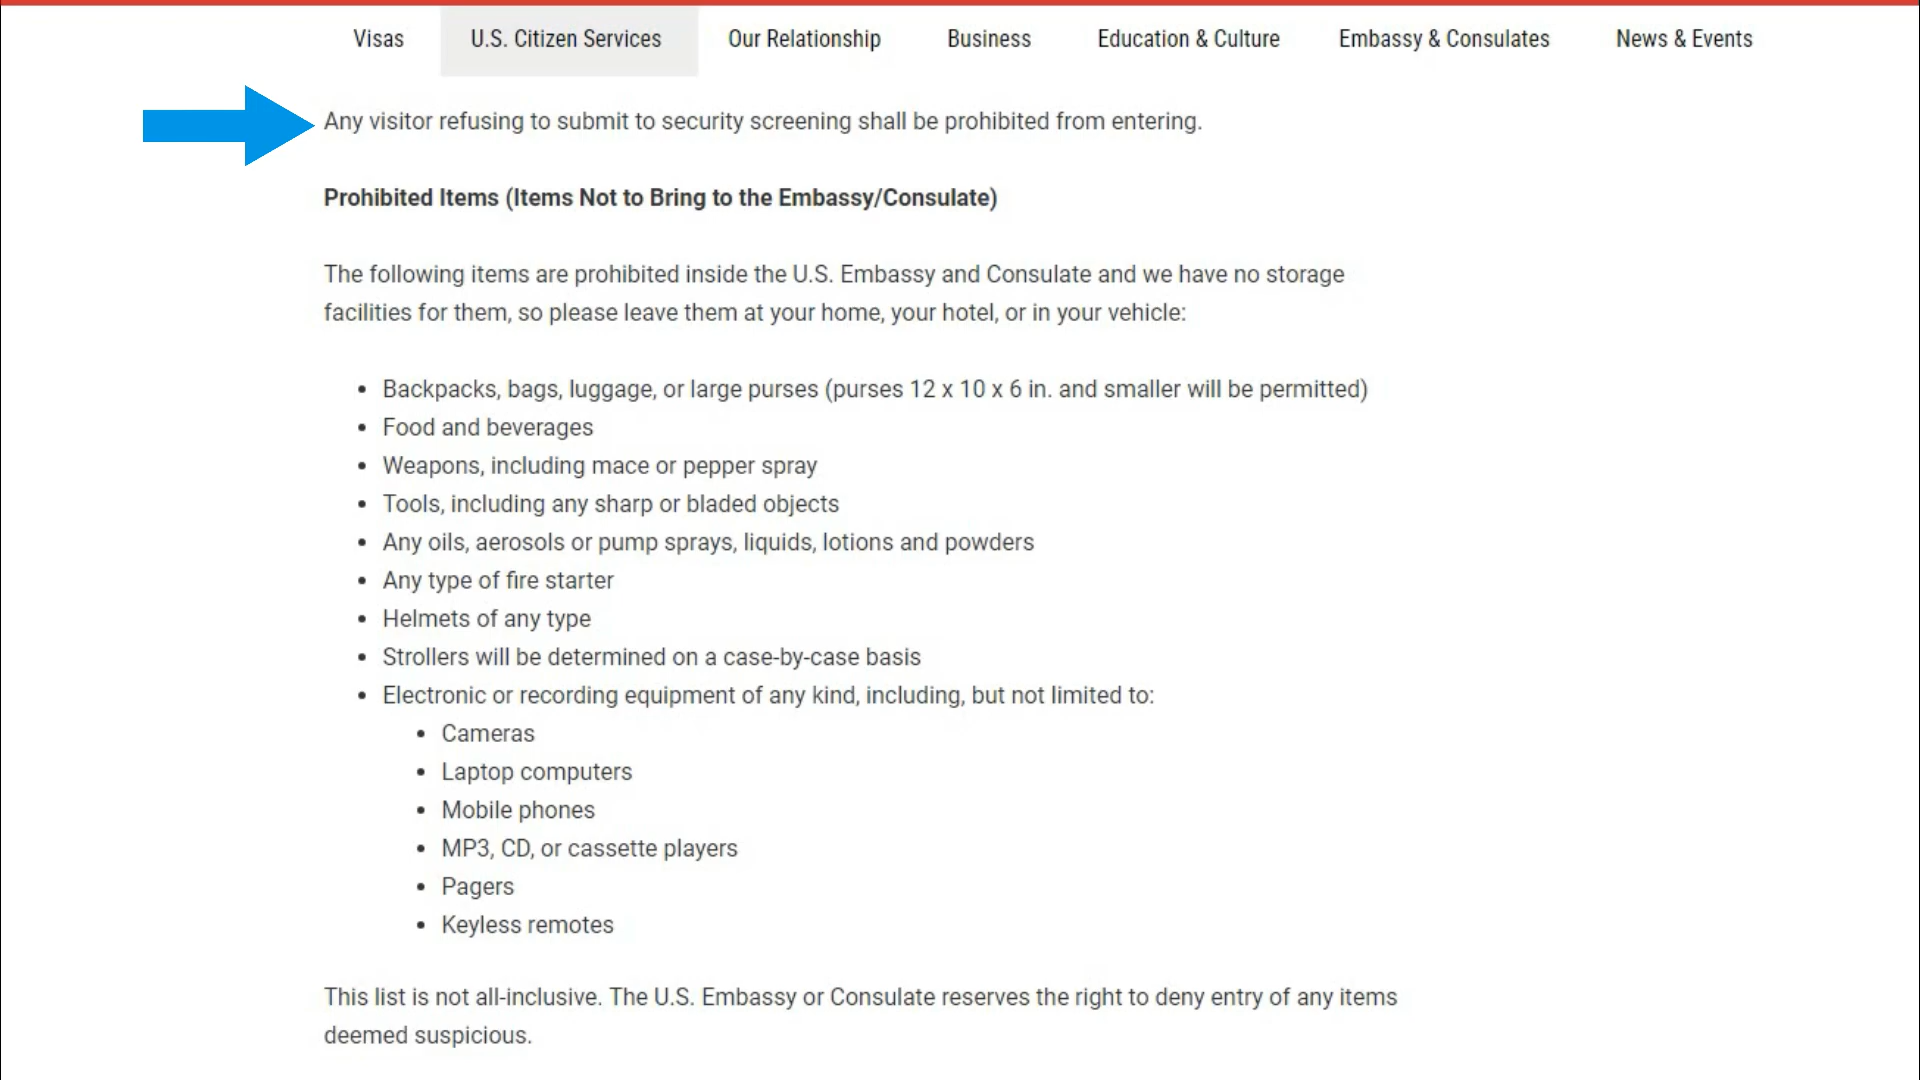 Visas U.S. Citizen Services Our Relationship Business Education & Culture Embassy & Consulates News & Events
Any visitor refusing to submit to security screening shall be prohibited from entering.
Prohibited Items (Items Not to Bring to the Embassy/Consulate)
The following items are prohibited inside the U.S. Embassy and Consulate and we have no storage
facilities for them, so please leave them at your home, your hotel, or in your vehicle:
• Backpacks, bags, luggage, or large purses (purses 12 x 10 x 6 in. and smaller will be permitted)
• Food and beverages
• Weapons, including mace or pepper spray
• Tools, including any sharp or bladed objects
• Any oils, aerosols or pump sprays, liquids, lotions and powders
• Any type of fire starter
• Helmets of any type
• Strollers will be determined on a case-by-case basis
• Electronic or recording equipment of any kind, including, but not limited to:
• Cameras
• Laptop computers
• Mobile phones
• MP3, CD, or cassette players
• Pagers
• Keyless remotes
This list is not all-inclusive. The U.S. Embassy or Consulate reserves the right to deny entry of any items
deemed suspicious.